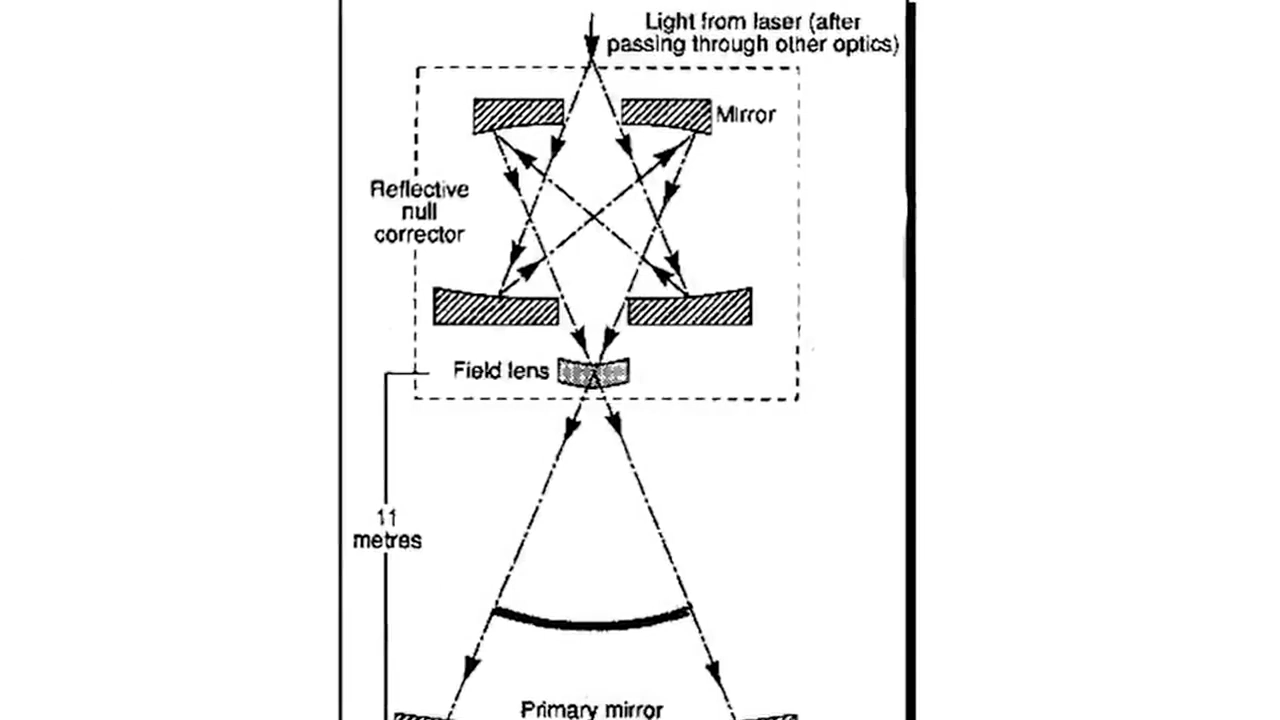 Light from laser (after
passing through other optics)
Mirror
Reflective
null
corrector
Field lens
11
metres
Primary mirror